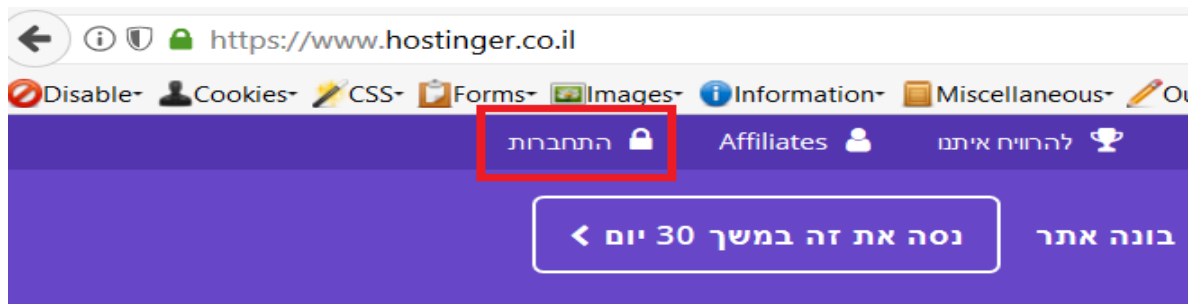 https://www.hostinger.co.il
Disable Cookies CSS Forms Images Information Miscellaneous Ou
להרוויח איתנו Affiliates התחברות
בונה אתר נסה את זה במשך 30 יום >